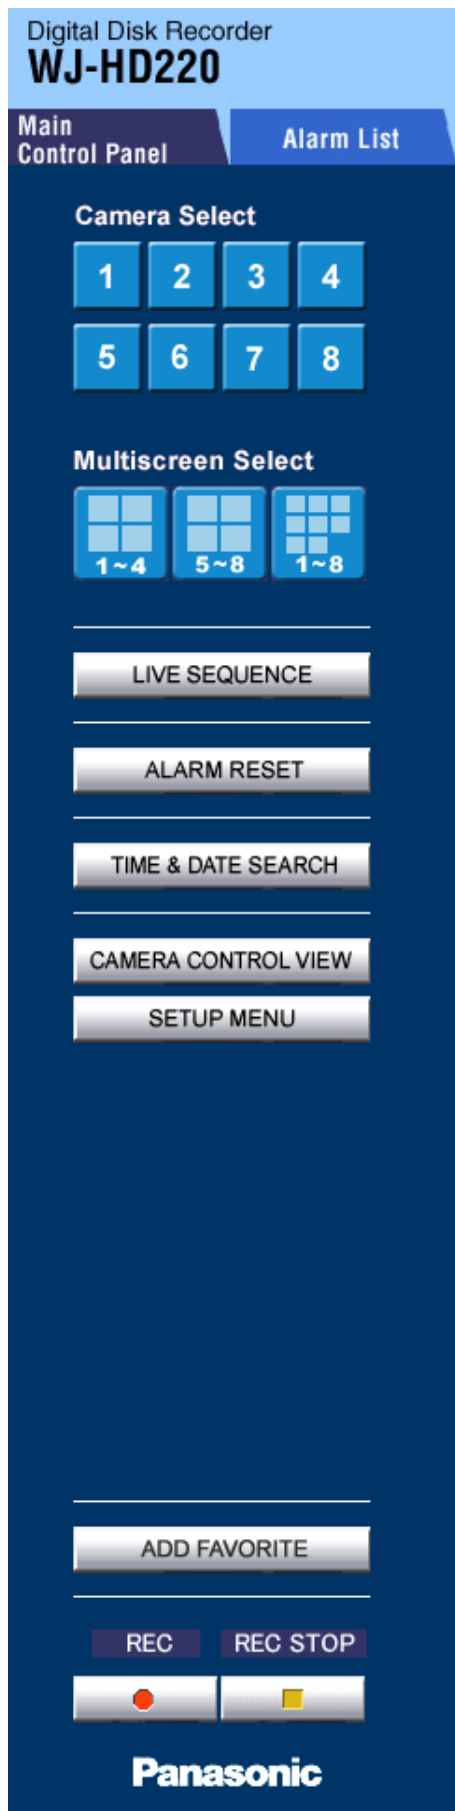 Digital Disk Recorder
WJ-HD220
Main
Control Panel
Alarm List
Camera Select
1 2 3 4
5 6 7 8
Multiscreen Select
1~4 5~8 1~8
LIVE SEQUENCE
ALARM RESET
TIME & DATE SEARCH
CAMERA CONTROL VIEW
SETUP MENU
ADD FAVORITE
REC REC STOP
Panasonic